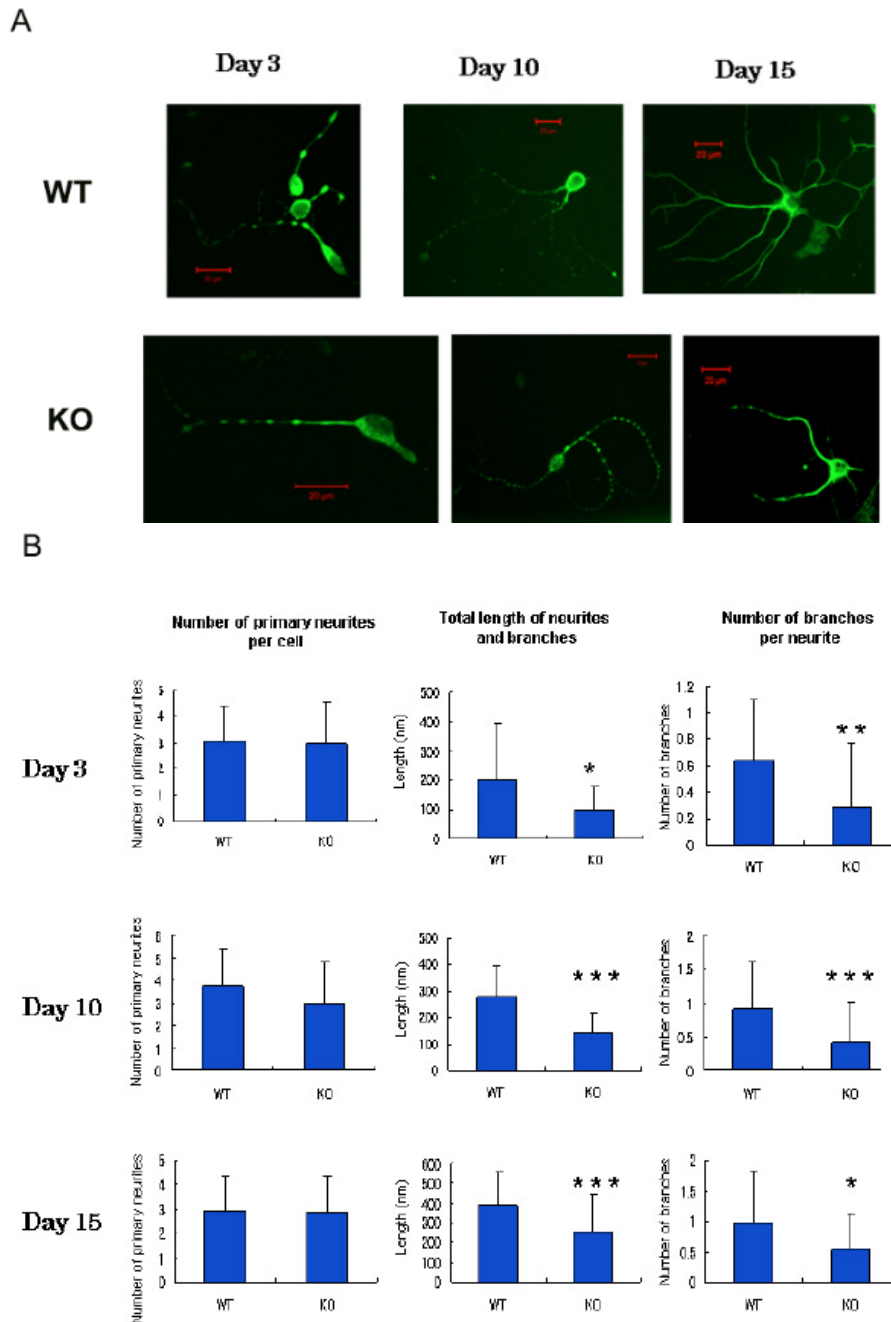 A
Day 3 Day 10 Day 15
WT
20 µm
KO
20 µm
20 µm
B
Number of primary neurites per cell
Total length of neurites and branches
Number of branches per neurite
Day 3
Number of primary neurites
5
4
3
2
1
0
WT KO
Length (nm)
500
400
300
200
100
0
*
WT KO
Number of branches
1.2
1
0.8
0.6
0.4
0.2
0
**
WT KO
Day 10
Number of primary neurites
6
5
4
3
2
1
0
WT KO
Length (nm)
500
400
300
200
100
0
***
WT KO
Number of branches
2
1.5
1
0.5
0
***
WT KO
Day 15
Number of primary neurites
5
4
3
2
1
0
WT KO
Length (nm)
600
500
400
300
200
100
0
***
WT KO
Number of branches
2
1.5
1
0.5
0
*
WT KO